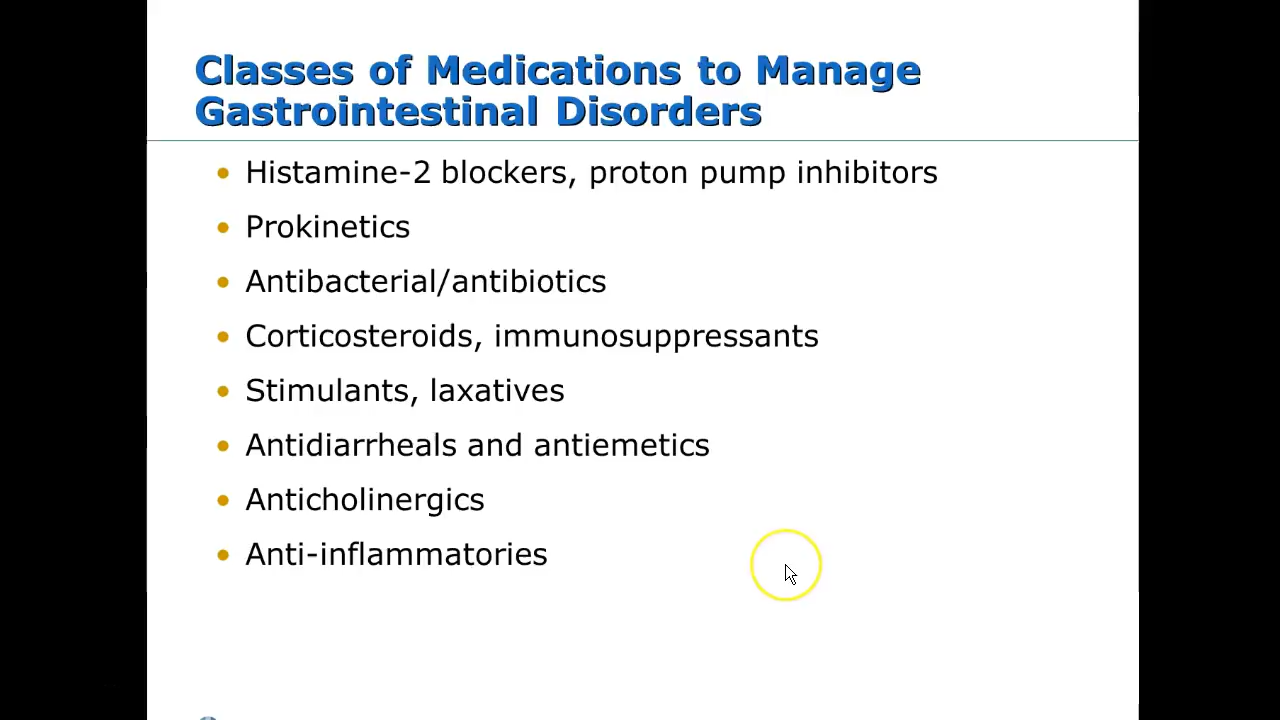 Classes of Medications to Manage
Gastrointestinal Disorders
• Histamine-2 blockers, proton pump inhibitors
• Prokinetics
• Antibacterial/antibiotics
• Corticosteroids, immunosuppressants
• Stimulants, laxatives
• Antidiarrheals and antiemetics
• Anticholinergics
• Anti-inflammatories